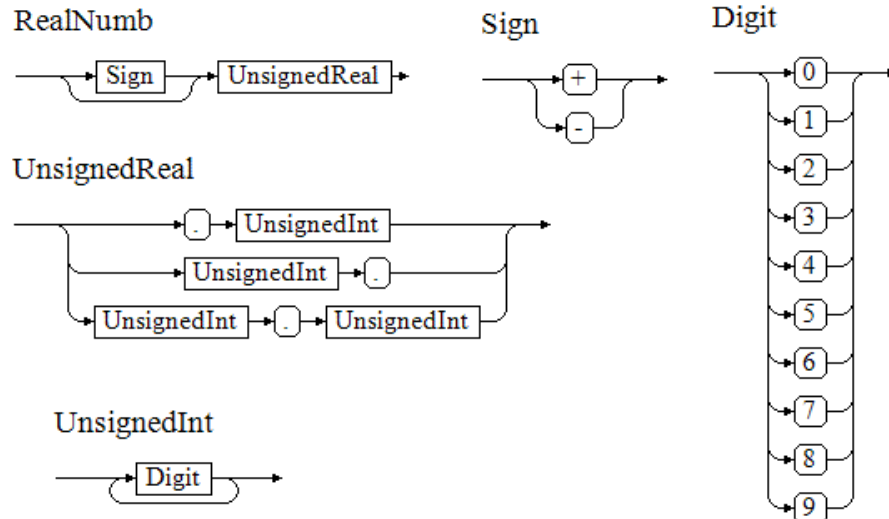 RealNumb
Sign UnsignedReal
Sign
+
-
Digit
0
1
2
3
4
5
6
7
8
9
UnsignedReal
. UnsignedInt
UnsignedInt .
UnsignedInt . UnsignedInt
UnsignedInt
Digit